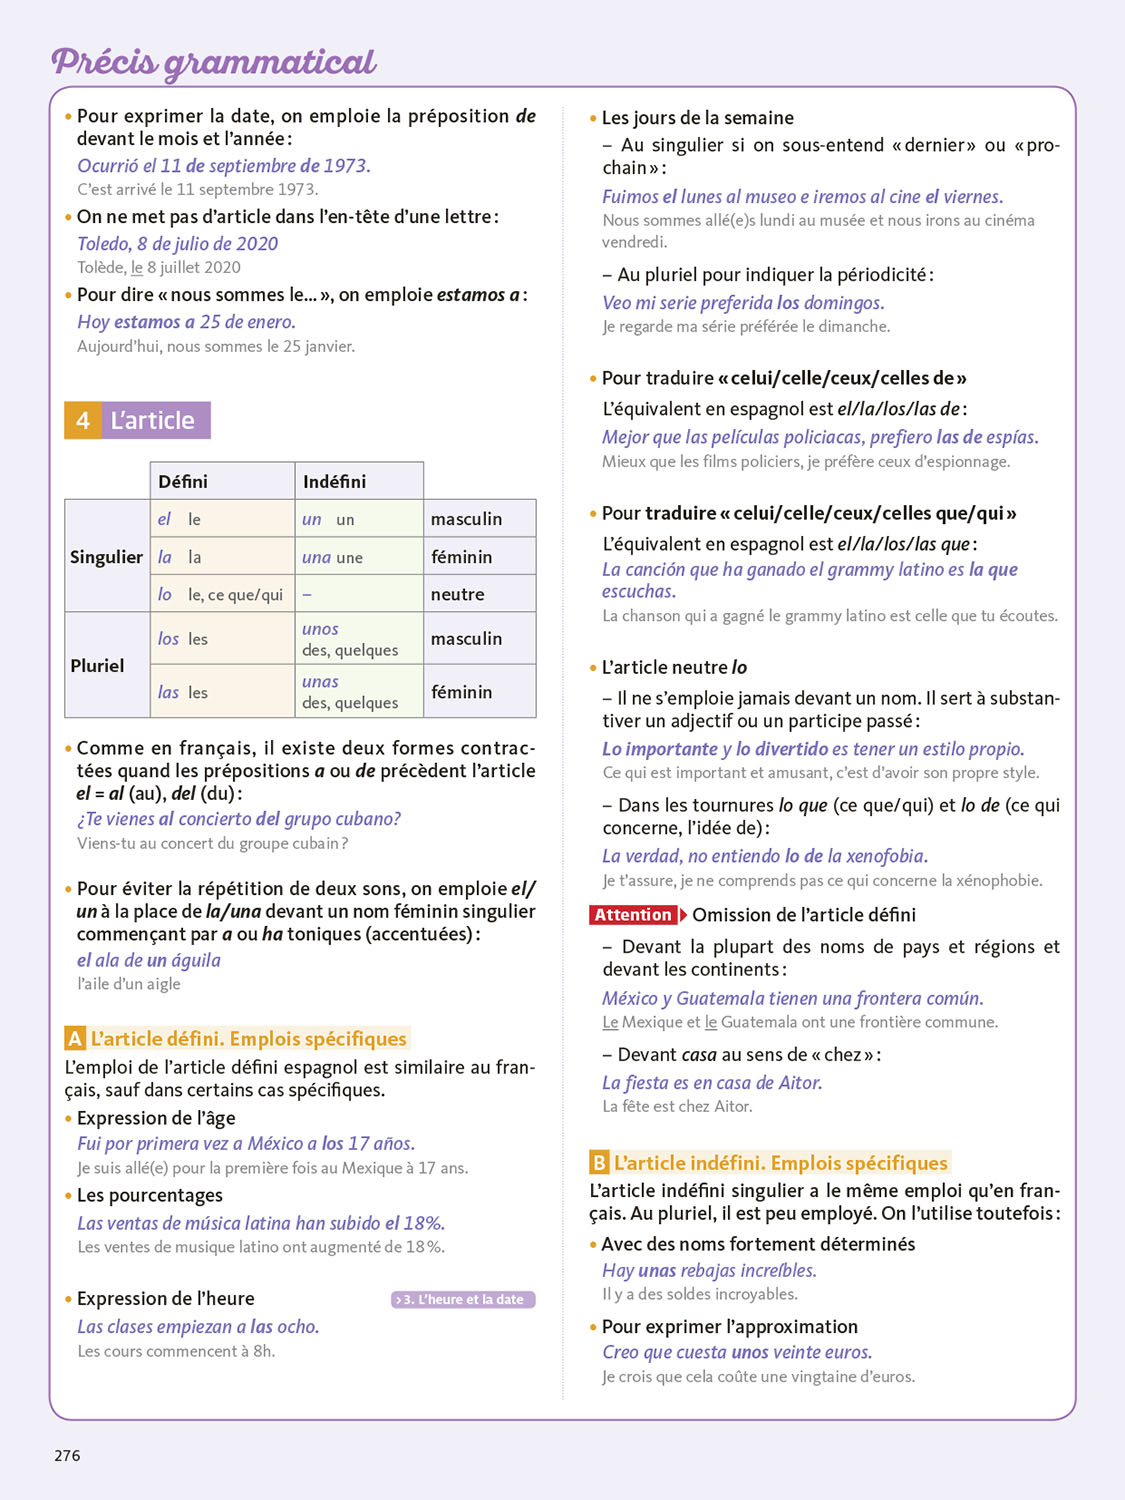 Précis grammatical
• Pour exprimer la date, on emploie la préposition de
devant le mois et l'année :
Ocurrió el 11 de septiembre de 1973.
C'est arrivé le 11 septembre 1973.
• On ne met pas d'article dans l'en-tête d'une lettre :
Toledo, 8 de julio de 2020
Tolède, le 8 juillet 2020
• Pour dire « nous sommes le... », on emploie estamos a :
Hoy estamos a 25 de enero.
Aujourd'hui, nous sommes le 25 janvier.
4 L'article
Défini Indéfini
Singulier
el le un un masculin
la la una une féminin
lo le, ce que/qui – neutre
Pluriel
los les unos des, quelques masculin
las les unas des, quelques féminin
• Comme en français, il existe deux formes contrac-
tées quand les prépositions a ou de précèdent l'article
el = al (au), del (du) :
¿Te vienes al concierto del grupo cubano?
Viens-tu au concert du groupe cubain ?
• Pour éviter la répétition de deux sons, on emploie el/
un à la place de la/una devant un nom féminin singulier
commençant par a ou ha toniques (accentuées) :
el ala de un águila
l'aile d'un aigle
A L'article défini. Emplois spécifiques
L'emploi de l'article défini espagnol est similaire au fran-
çais, sauf dans certains cas spécifiques.
• Expression de l'âge
Fui por primera vez a México a los 17 años.
Je suis allé(e) pour la première fois au Mexique à 17 ans.
• Les pourcentages
Las ventas de música latina han subido el 18%.
Les ventes de musique latino ont augmenté de 18 %.
• Expression de l'heure
› 3. L'heure et la date
Las clases empiezan a las ocho.
Les cours commencent à 8h.
• Les jours de la semaine
– Au singulier si on sous-entend « dernier » ou « pro-
chain » :
Fuimos el lunes al museo e iremos al cine el viernes.
Nous sommes allé(e)s lundi au musée et nous irons au cinéma
vendredi.
– Au pluriel pour indiquer la périodicité :
Veo mi serie preferida los domingos.
Je regarde ma série préférée le dimanche.
• Pour traduire « celui/celle/ceux/celles de »
L'équivalent en espagnol est el/la/los/las de :
Mejor que las películas policiacas, prefiero las de espías.
Mieux que les films policiers, je préfère ceux d'espionnage.
• Pour traduire « celui/celle/ceux/celles que/qui »
L'équivalent en espagnol est el/la/los/las que :
La canción que ha ganado el grammy latino es la que
escuchas.
La chanson qui a gagné le grammy latino est celle que tu écoutes.
• L'article neutre lo
– Il ne s'emploie jamais devant un nom. Il sert à substan-
tiver un adjectif ou un participe passé :
Lo importante y lo divertido es tener un estilo propio.
Ce qui est important et amusant, c'est d'avoir son propre style.
– Dans les tournures lo que (ce que/qui) et lo de (ce qui
concerne, l'idée de) :
La verdad, no entiendo lo de la xenofobia.
Je t'assure, je ne comprends pas ce qui concerne la xénophobie.
Attention Omission de l'article défini
– Devant la plupart des noms de pays et régions et
devant les continents :
México y Guatemala tienen una frontera común.
Le Mexique et le Guatemala ont une frontière commune.
– Devant casa au sens de « chez » :
La fiesta es en casa de Aitor.
La fête est chez Aitor.
B L'article indéfini. Emplois spécifiques
L'article indéfini singulier a le même emploi qu'en fran-
çais. Au pluriel, il est peu employé. On l'utilise toutefois :
• Avec des noms fortement déterminés
Hay unas rebajas increíbles.
Il y a des soldes incroyables.
• Pour exprimer l'approximation
Creo que cuesta unos veinte euros.
Je crois que cela coûte une vingtaine d'euros.
276